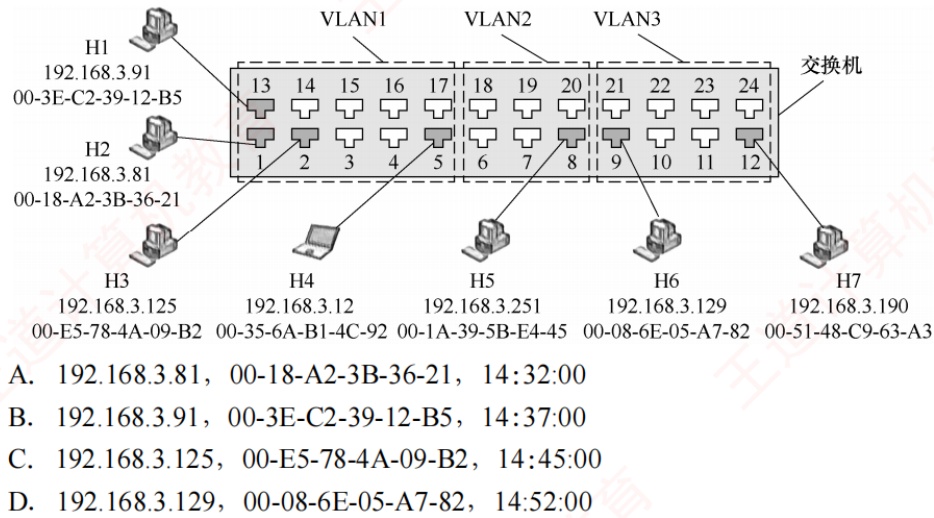 VLAN1 VLAN2 VLAN3
交换机
H1
192.168.3.91
00-3E-C2-39-12-B5
13 14 15 16 17 18 19 20 21 22 23 24
1 2 3 4 5 6 7 8 9 10 11 12
H2
192.168.3.81
00-18-A2-3B-36-21
H3 H4 H5 H6 H7
192.168.3.125 192.168.3.12 192.168.3.251 192.168.3.129 192.168.3.190
00-E5-78-4A-09-B2 00-35-6A-B1-4C-92 00-1A-39-5B-E4-45 00-08-6E-05-A7-82 00-51-48-C9-63-A3
A. 192.168.3.81，00-18-A2-3B-36-21，14:32:00
B. 192.168.3.91，00-3E-C2-39-12-B5，14:37:00
C. 192.168.3.125，00-E5-78-4A-09-B2，14:45:00
D. 192.168.3.129，00-08-6E-05-A7-82，14:52:00